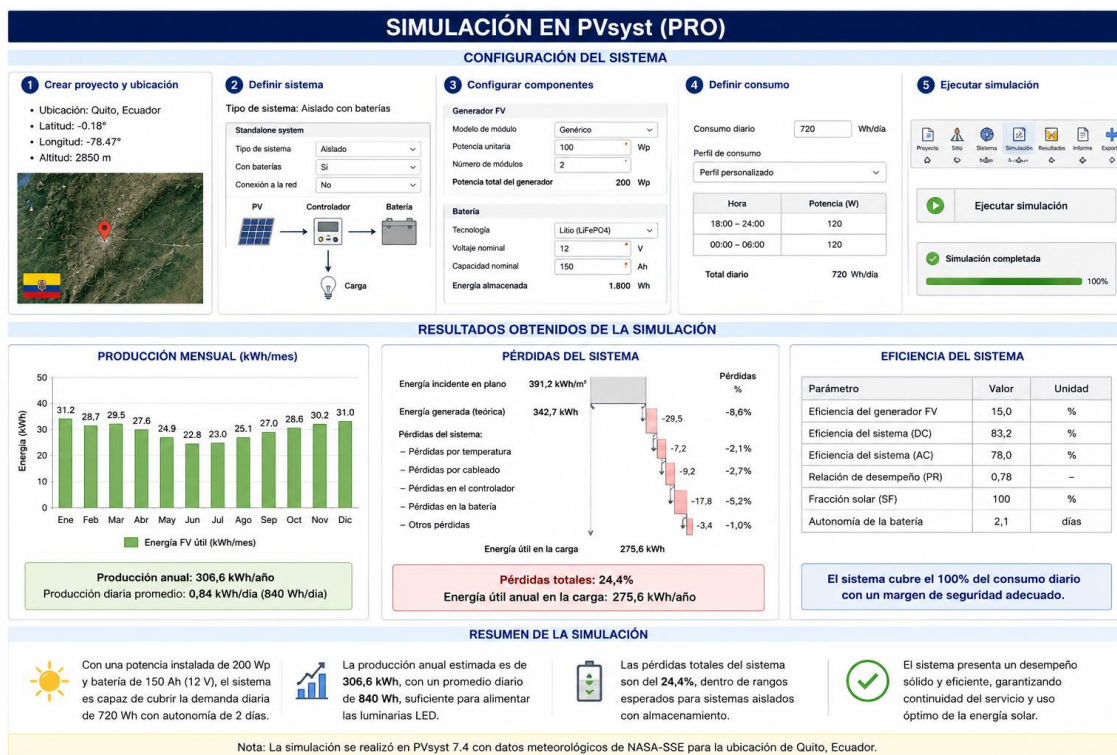 SIMULACIÓN EN PVsyst (PRO)
CONFIGURACIÓN DEL SISTEMA
1 Crear proyecto y ubicación
• Ubicación: Quito, Ecuador
• Latitud: -0.18°
• Longitud: -78.47°
• Altitud: 2850 m
2 Definir sistema
Tipo de sistema: Aislado con baterías
Standalone system
Tipo de sistema Aislado
Con baterías Si
Conexión a la red No
PV Controlador Batería
Carga
3 Configurar componentes
Generador FV
Modelo de módulo Genérico
Potencia unitaria 100 Wp
Número de módulos 2
Potencia total del generador 200 Wp
Batería
Tecnología Litio (LiFePO4)
Voltaje nominal 12 V
Capacidad nominal 150 Ah
Energía almacenada 1.800 Wh
4 Definir consumo
Consumo diario 720 Wh/día
Perfil de consumo
Perfil personalizado
Hora Potencia (W)
18:00 – 24:00 120
00:00 – 06:00 120
Total diario 720 Wh/día
5 Ejecutar simulación
Proyecto Sitio Sistema Simulación Resultados Informe Export
Ejecutar simulación
Simulación completada
100%
RESULTADOS OBTENIDOS DE LA SIMULACIÓN
PRODUCCIÓN MENSUAL (kWh/mes)
Energía (kWh)
50
40
30
20
10
0
31.2 28,7 29.5 27.6 24.9 22.8 23.0 25.1 27.0 28.6 30.2 31.0
Ene Feb Mar Abr May Jun Jul Ago Sep Oct Nov Dic
Energía FV útil (kWh/mes)
Producción anual: 306,6 kWh/año
Producción diaria promedio: 0,84 kWh/día (840 Wh/día)
PÉRDIDAS DEL SISTEMA
Pérdidas
%
Energía incidente en plano 391,2 kWh/m²
Energía generada (teórica) 342,7 kWh -29,5 -8,6%
Pérdidas del sistema:
– Pérdidas por temperatura -7,2 -2,1%
– Pérdidas por cableado -9,2 -2,7%
– Pérdidas en el controlador
– Pérdidas en la batería -17,8 -5,2%
– Otros pérdidas -3,4 -1,0%
Energía útil en la carga 275,6 kWh
Pérdidas totales: 24,4%
Energía útil anual en la carga: 275,6 kWh/año
EFICIENCIA DEL SISTEMA
Parámetro Valor Unidad
Eficiencia del generador FV 15,0 %
Eficiencia del sistema (DC) 83,2 %
Eficiencia del sistema (AC) 78,0 %
Relación de desempeño (PR) 0,78 –
Fracción solar (SF) 100 %
Autonomía de la batería 2,1 días
El sistema cubre el 100% del consumo diario
con un margen de seguridad adecuado.
RESUMEN DE LA SIMULACIÓN
Con una potencia instalada de 200 Wp
y batería de 150 Ah (12 V), el sistema
es capaz de cubrir la demanda diaria
de 720 Wh con autonomía de 2 días.
La producción anual estimada es de
306,6 kWh, con un promedio diario
de 840 Wh, suficiente para alimentar
las luminarias LED.
Las pérdidas totales del sistema
son del 24,4%, dentro de rangos
esperados para sistemas aislados
con almacenamiento.
El sistema presenta un desempeño
sólido y eficiente, garantizando
continuidad del servicio y uso
óptimo de la energía solar.
Nota: La simulación se realizó en PVsyst 7.4 con datos meteorológicos de NASA-SSE para la ubicación de Quito, Ecuador.